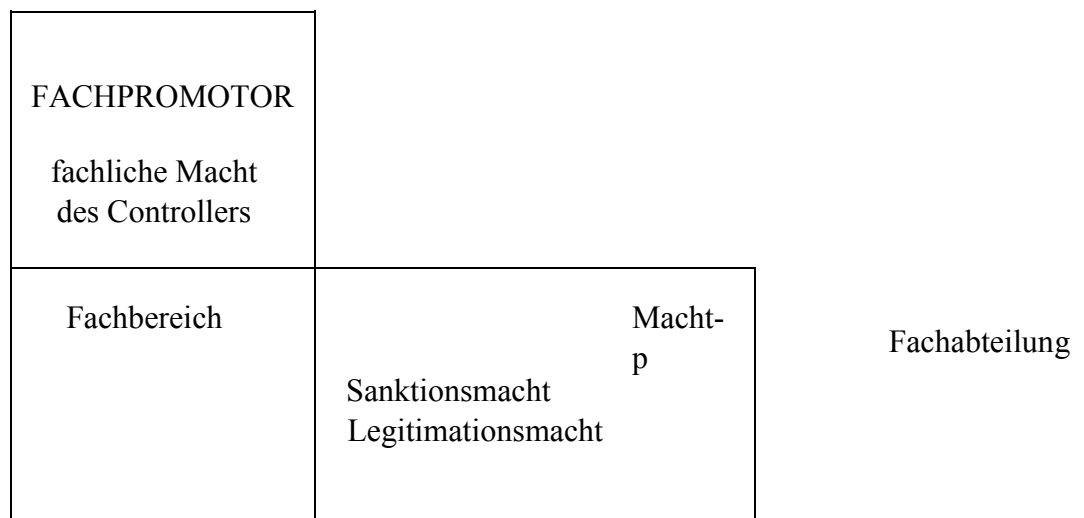 FACHPROMOTOR
fachliche Macht
des Controllers
Fachbereich
Macht-
p
Sanktionsmacht
Legitimationsmacht
Fachabteilung